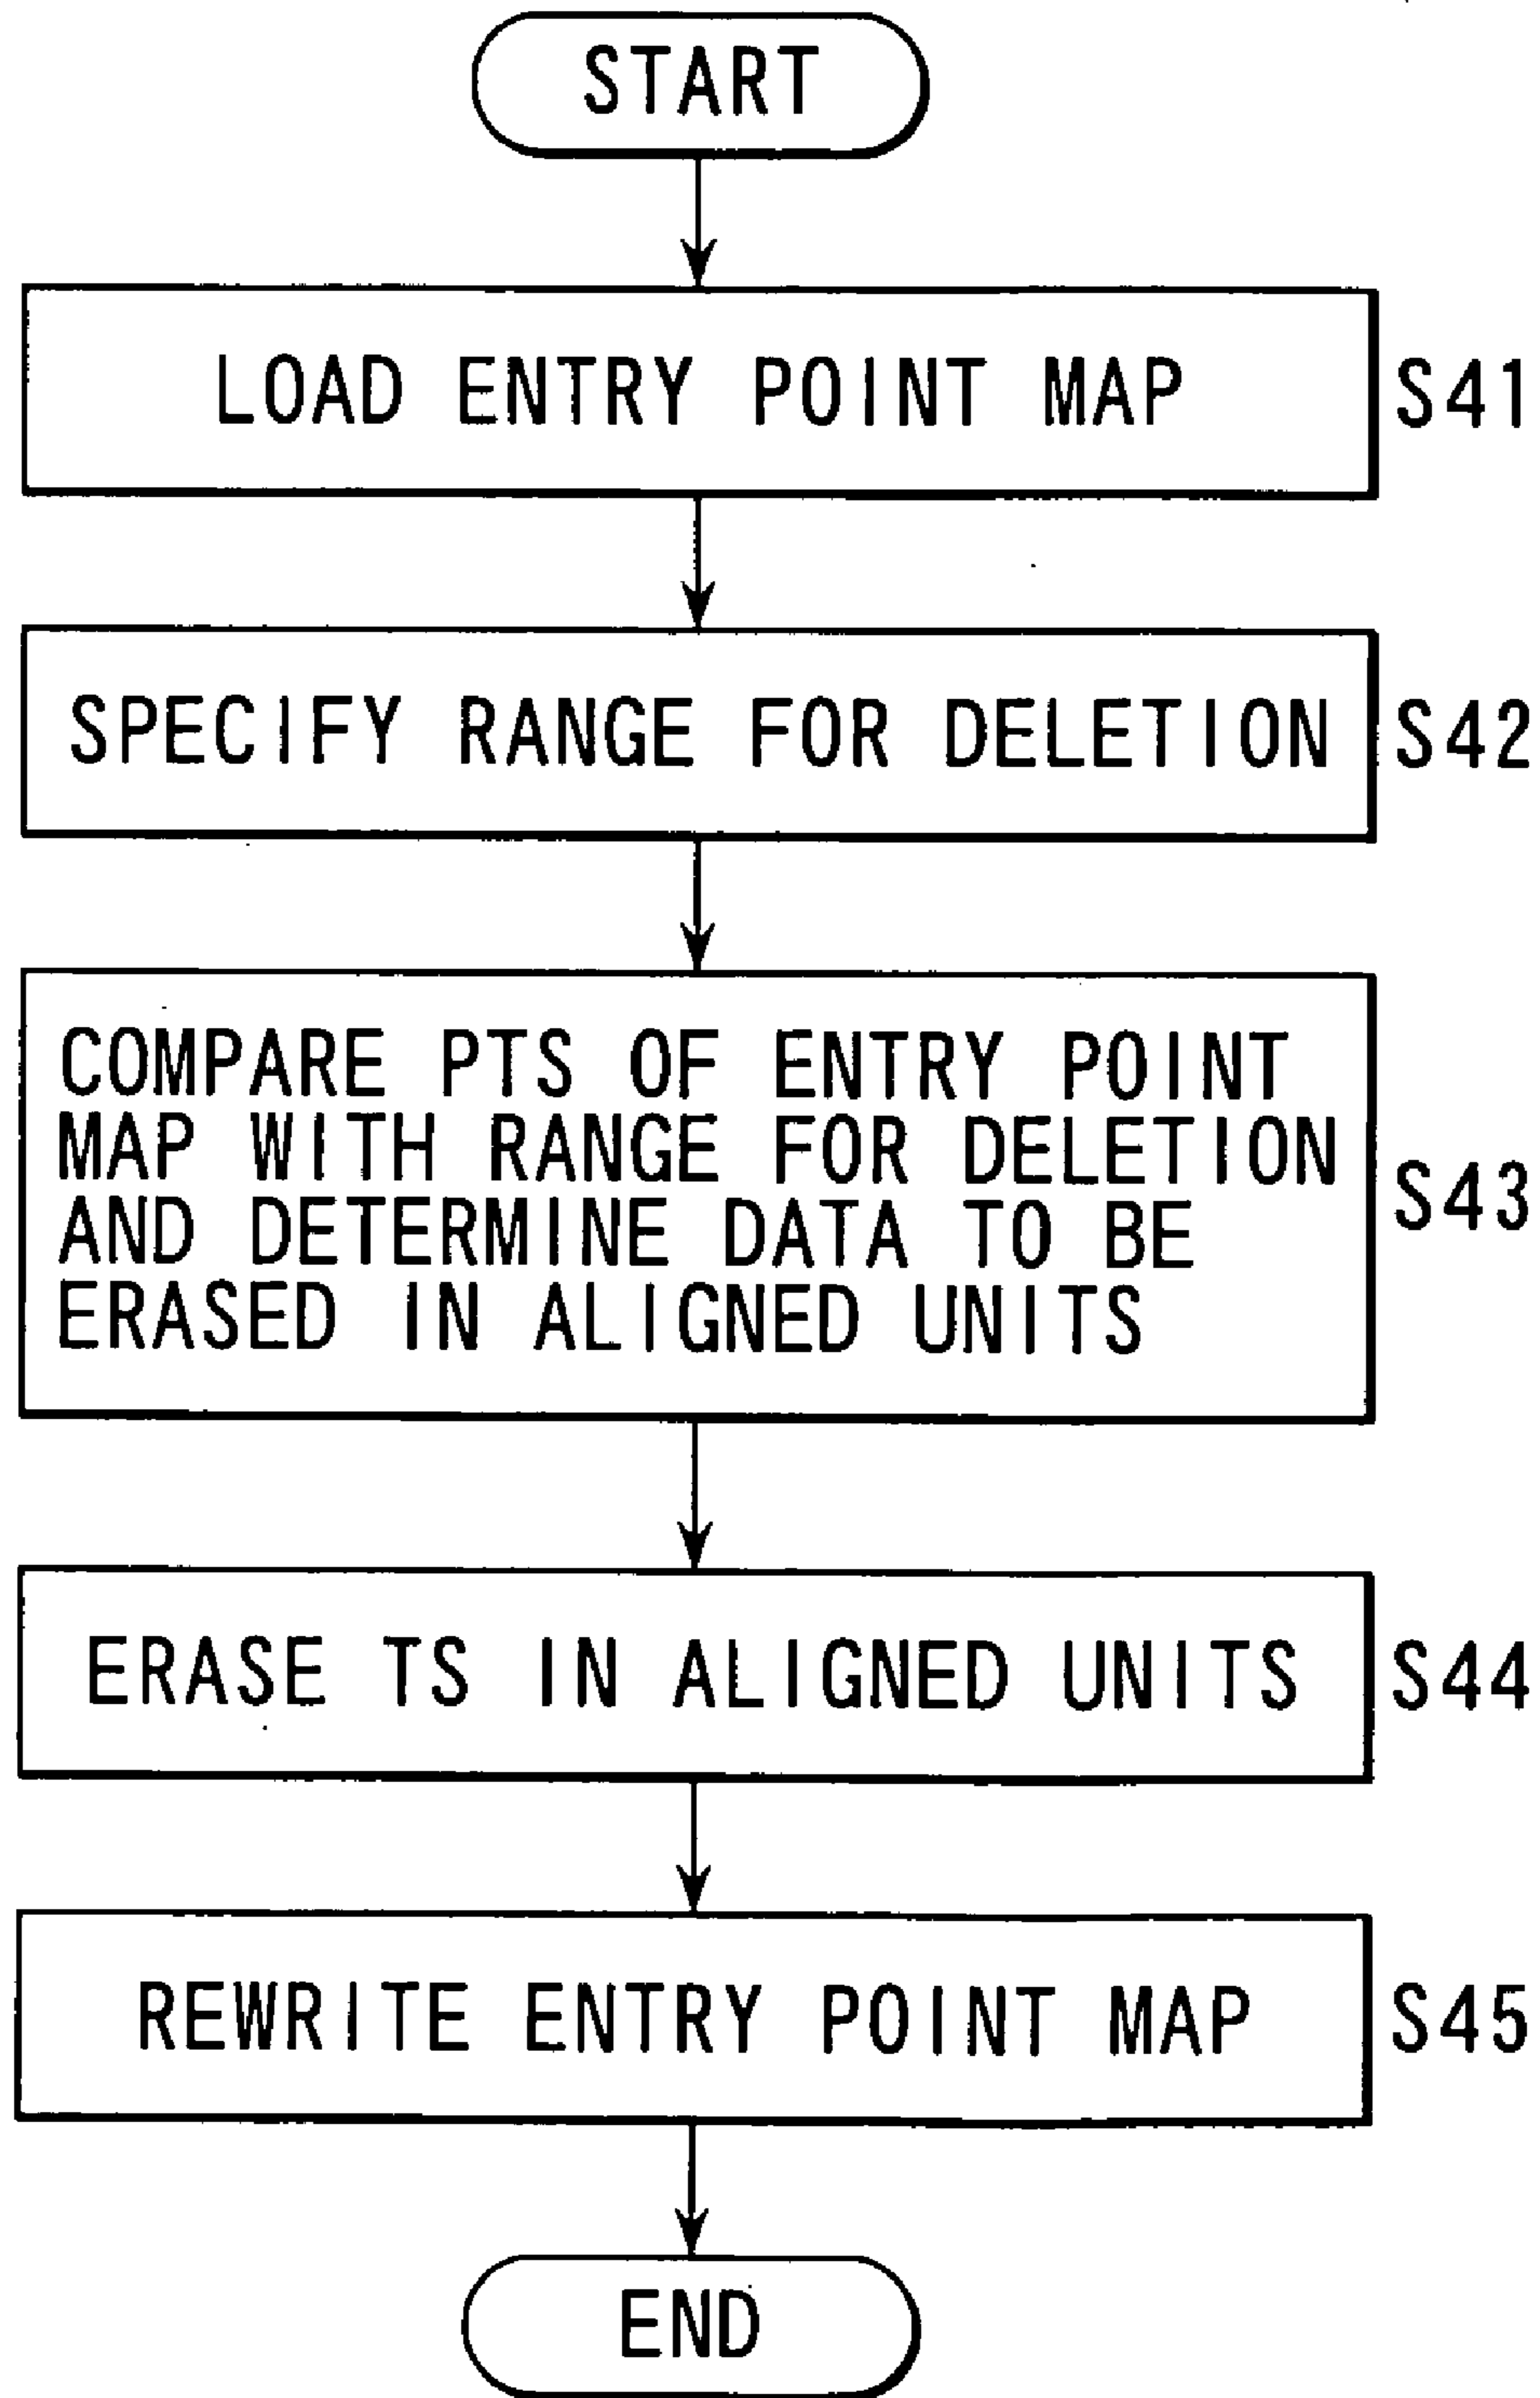 START
LOAD ENTRY POINT MAP
S41
SPECIFY RANGE FOR DELETION
S42
COMPARE PTS OF ENTRY POINT
MAP WITH RANGE FOR DELETION
AND DETERMINE DATA TO BE
ERASED IN ALIGNED UNITS
S43
ERASE TS IN ALIGNED UNITS
S44
REWRITE ENTRY POINT MAP
S45
END